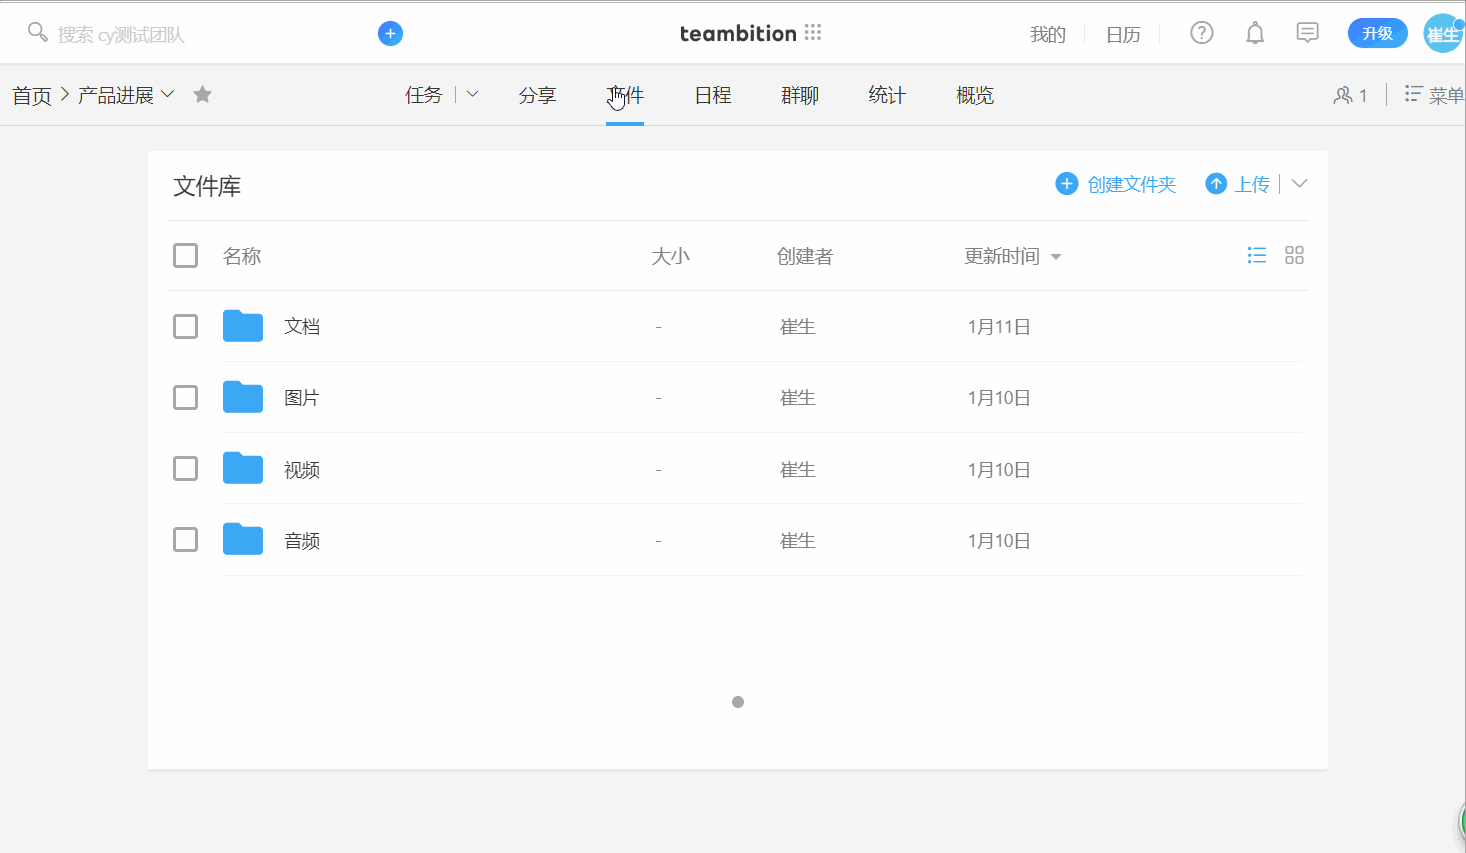 搜索 cy测试团队
teambition
我的 日历 升级 崔生
首页 产品进展 任务 分享 件 日程 群聊 统计 概览 1 菜单
文件库 创建文件夹 上传
名称 大小 创建者 更新时间
文档 - 崔生 1月11日
图片 - 崔生 1月10日
视频 - 崔生 1月10日
音频 - 崔生 1月10日